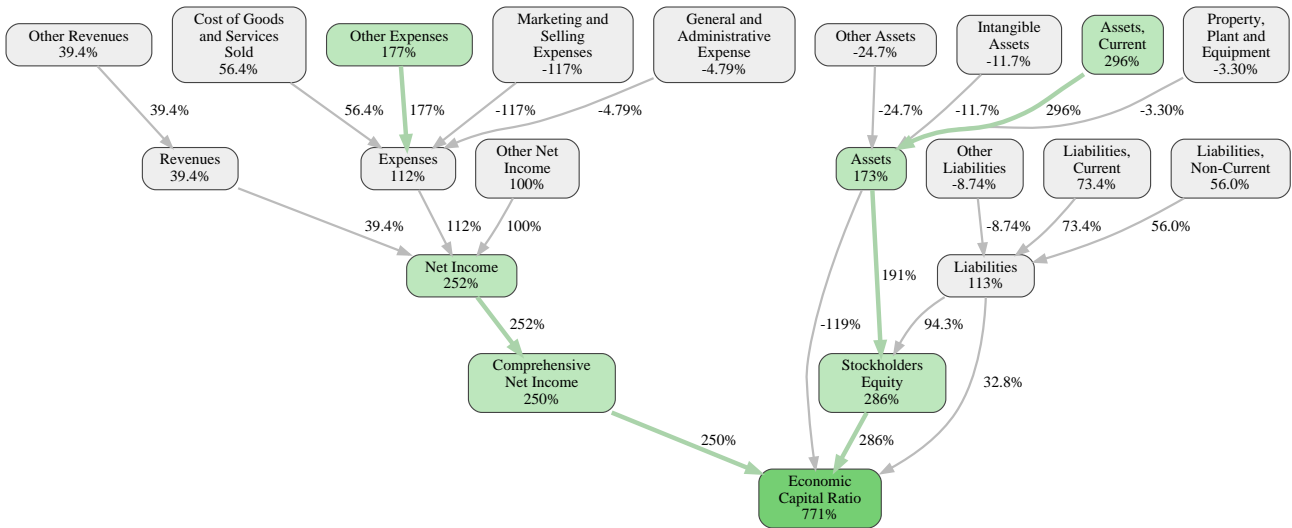 Other Revenues
39.4%
Cost of Goods
and Services
Sold
56.4%
Other Expenses
177%
Marketing and
Selling
Expenses
-117%
General and
Administrative
Expense
-4.79%
Other Assets
-24.7%
Intangible
Assets
-11.7%
Assets,
Current
296%
Property,
Plant and
Equipment
-3.30%
39.4%
56.4%
177%
-117%
-4.79%
-24.7%
-11.7%
296%
-3.30%
Revenues
39.4%
Expenses
112%
Other Net
Income
100%
Assets
173%
Other
Liabilities
-8.74%
Liabilities,
Current
73.4%
Liabilities,
Non-Current
56.0%
39.4%
112%
100%
-8.74%
73.4%
56.0%
Net Income
252%
191%
Liabilities
113%
252%
-119%
94.3%
Comprehensive
Net Income
250%
Stockholders
Equity
286%
32.8%
250%
286%
Economic
Capital Ratio
771%